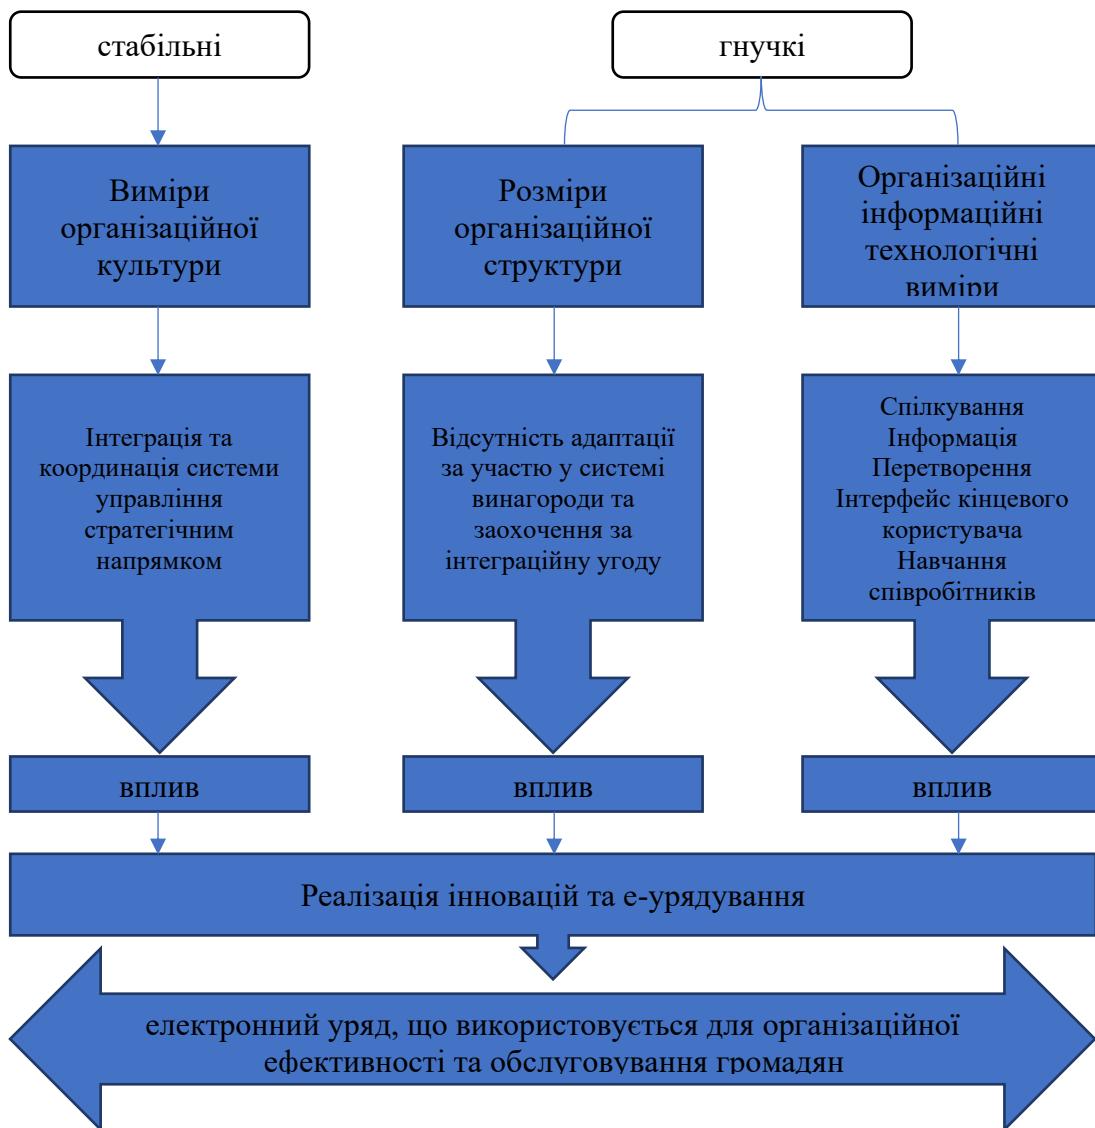 стабільні
гнучкі
Виміри
організаційної
культури
Розміри
організаційної
структури
Організаційні
інформаційні
технологічні
виміри
Інтеграція та
координація системи
управління
стратегічним
напрямком
Відсутність адаптації
за участю у системі
винагороди та
заохочення за
інтеграційну угоду
Спілкування
Інформація
Перетворення
Інтерфейс кінцевого
користувача
Навчання
співробітників
вплив
вплив
вплив
Реалізація інновацій та е-урядування
електронний уряд, що використовується для організаційної
ефективності та обслуговування громадян